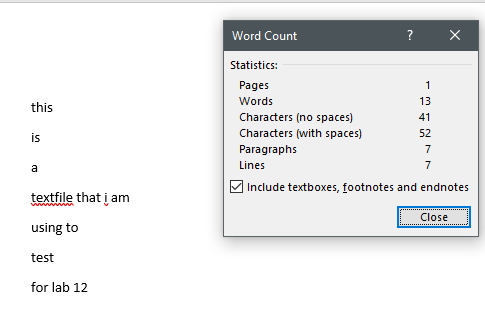 this
is
a
textfile that i am
using to
test
for lab 12
Word Count ? ×
Statistics:
Pages 1
Words 13
Characters (no spaces) 41
Characters (with spaces) 52
Paragraphs 7
Lines 7
Include textboxes, footnotes and endnotes
Close